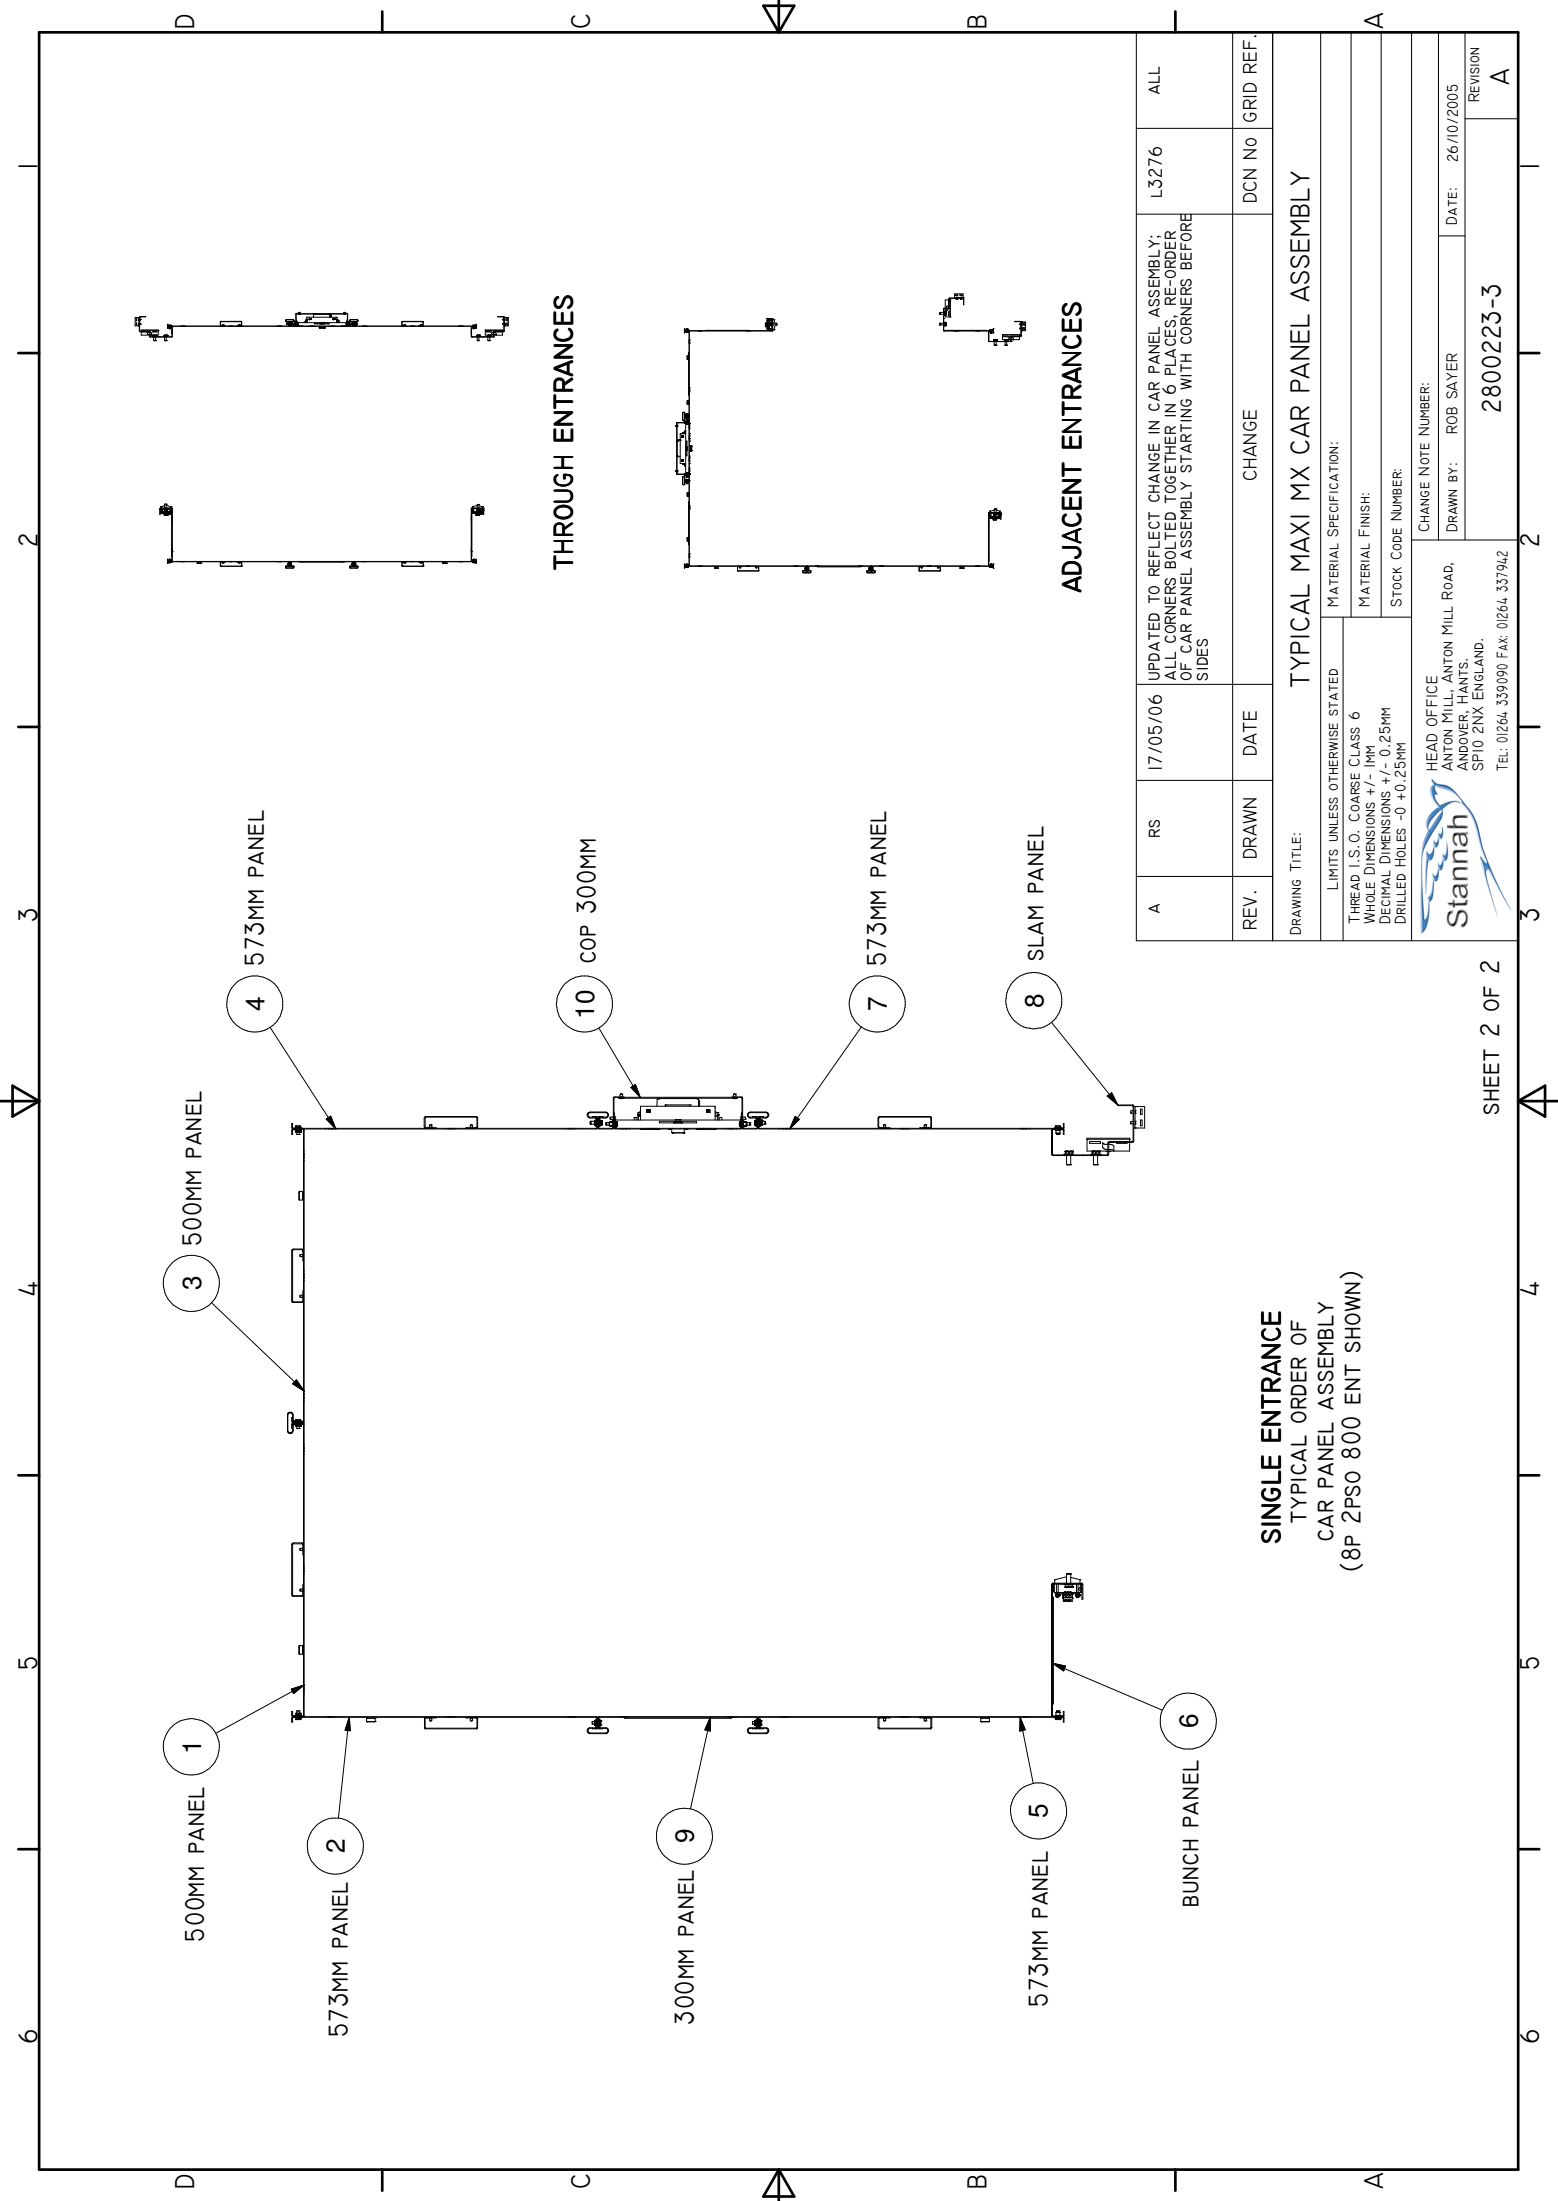 6
5
4
3
2
1
D
C
B
A
1
500MM PANEL
3
500MM PANEL
4
573MM PANEL
2
573MM PANEL
10
COP 300MM
9
300MM PANEL
7
573MM PANEL
5
573MM PANEL
8
SLAM PANEL
6
BUNCH PANEL
SINGLE ENTRANCE
TYPICAL ORDER OF
CAR PANEL ASSEMBLY
(8P 2PSO 800 ENT SHOWN)
THROUGH ENTRANCES
ADJACENT ENTRANCES
A
RS
17/05/06
UPDATED TO REFLECT CHANGE IN CAR PANEL ASSEMBLY;
ALL CORNERS BOLTED TOGETHER IN 6 PLACES, RE-ORDER
OF CAR PANEL ASSEMBLY STARTING WITH CORNERS BEFORE
SIDES
L3276
ALL
REV.
DRAWN
DATE
CHANGE
DCN No
GRID REF.
DRAWING TITLE:
TYPICAL MAXI MX CAR PANEL ASSEMBLY
LIMITS UNLESS OTHERWISE STATED
THREAD I.S.O. COARSE CLASS 6
WHOLE DIMENSIONS +/- 1MM
DECIMAL DIMENSIONS +/- 0.25MM
DRILLED HOLES -0 +0.25MM
MATERIAL SPECIFICATION:
MATERIAL FINISH:
STOCK CODE NUMBER:
Stannah
HEAD OFFICE
ANTON MILL, ANTON MILL ROAD,
ANDOVER, HANTS.
SP10 2NX ENGLAND.
TEL: 01264 339090 FAX: 01264 337942
CHANGE NOTE NUMBER:
DRAWN BY: ROB SAYER
DATE: 26/10/2005
2800223-3
REVISION
A
SHEET 2 OF 2
D
C
B
A
6
5
4
3
2
1